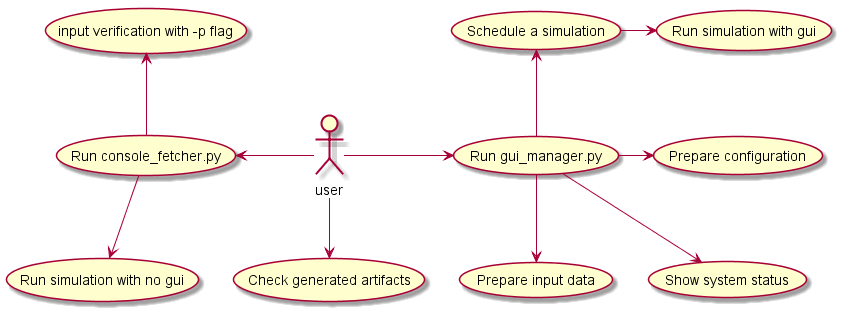 input verification with -p flag
Schedule a simulation
Run simulation with gui
Run console_fetcher.py
user
Run gui_manager.py
Prepare configuration
Run simulation with no gui
Check generated artifacts
Prepare input data
Show system status